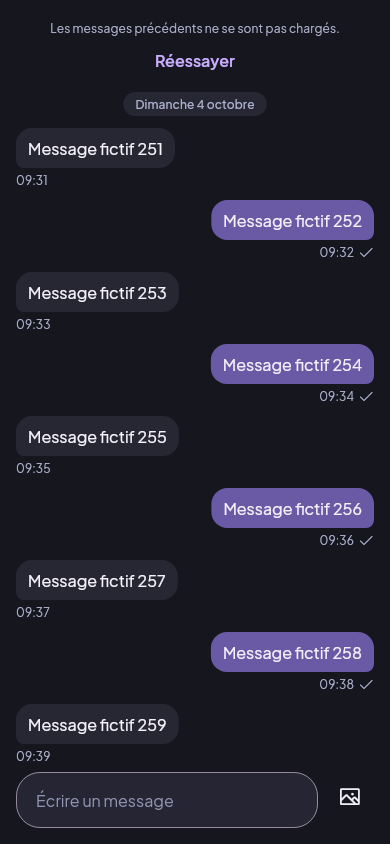 Les messages précédents ne se sont pas chargés.
Réessayer
Dimanche 4 octobre
Message fictif 251
09:31
Message fictif 252
09:32
Message fictif 253
09:33
Message fictif 254
09:34
Message fictif 255
09:35
Message fictif 256
09:36
Message fictif 257
09:37
Message fictif 258
09:38
Message fictif 259
09:39
Écrire un message